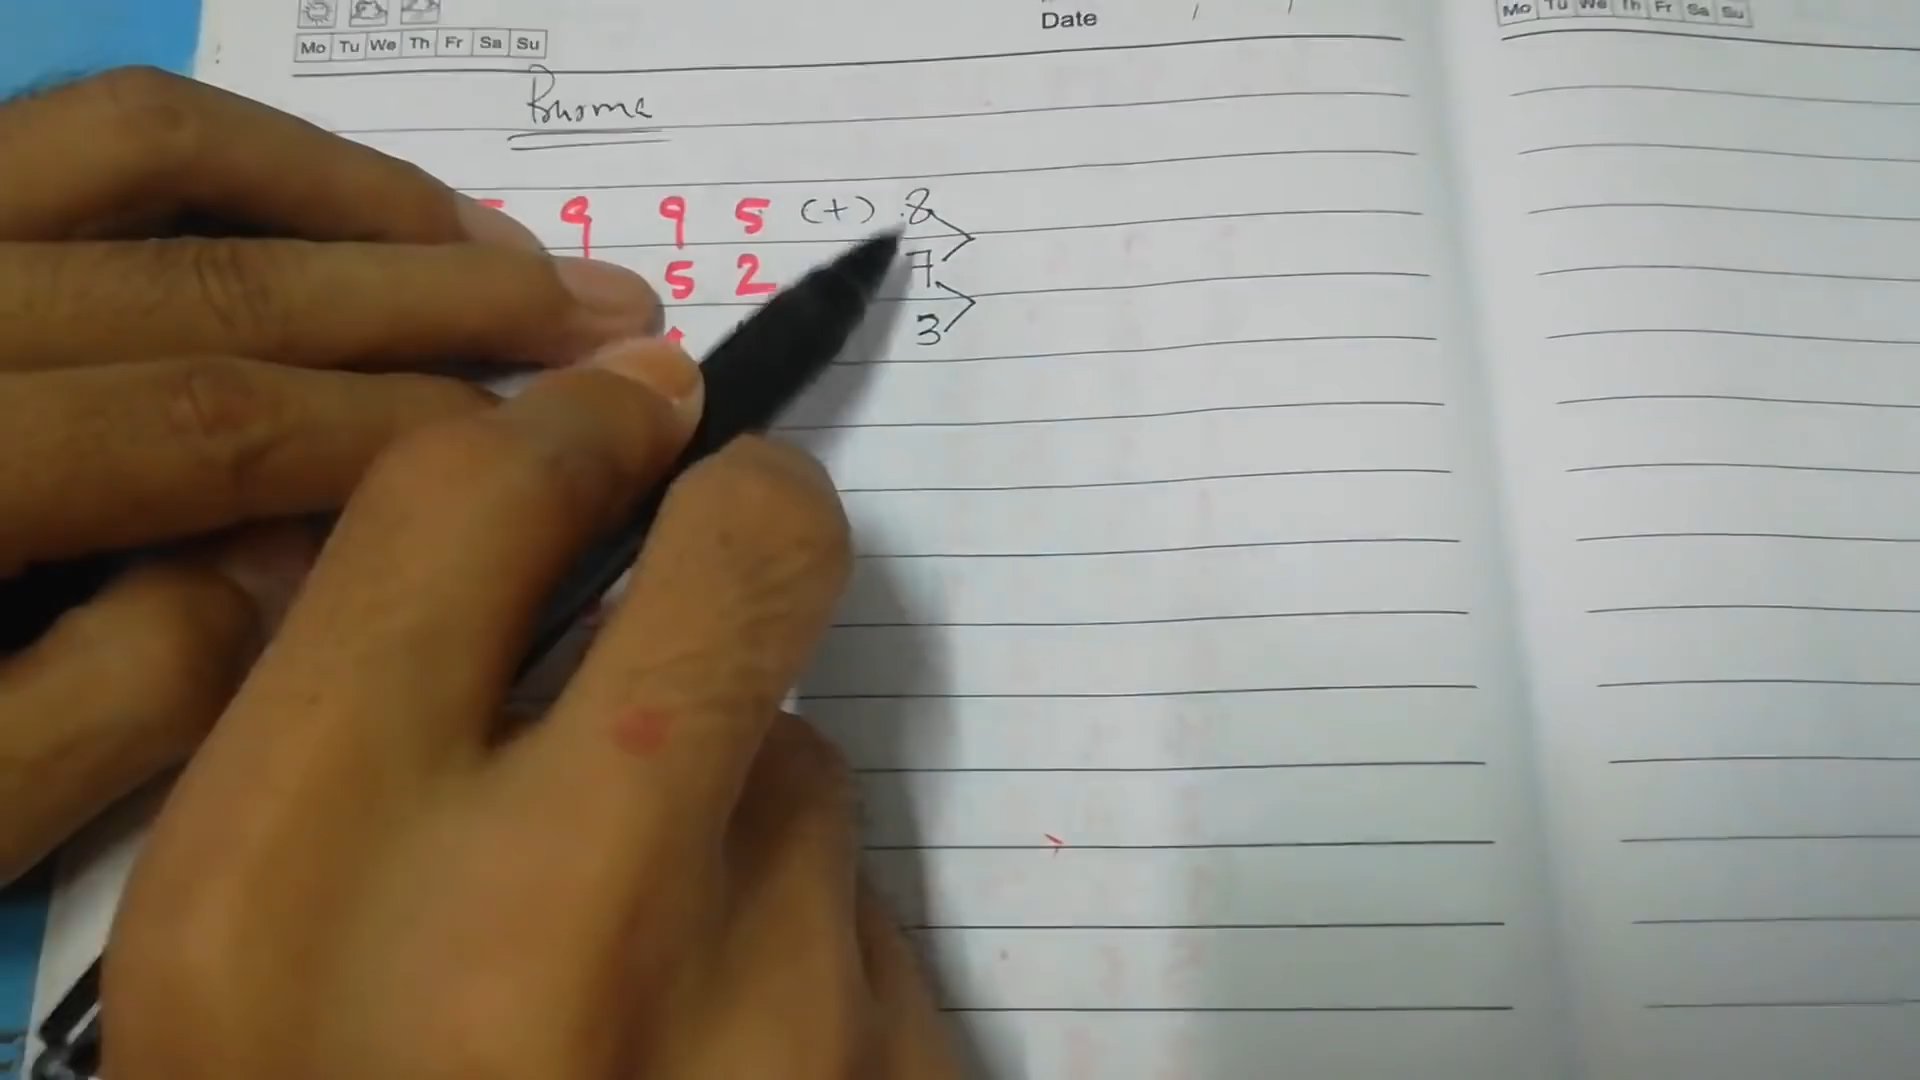 Date / /
Mo Tu We Th Fr Sa Su
Mo Tu We Th Fr Sa Su
9 9 5 (+) 8
5 2 7
3